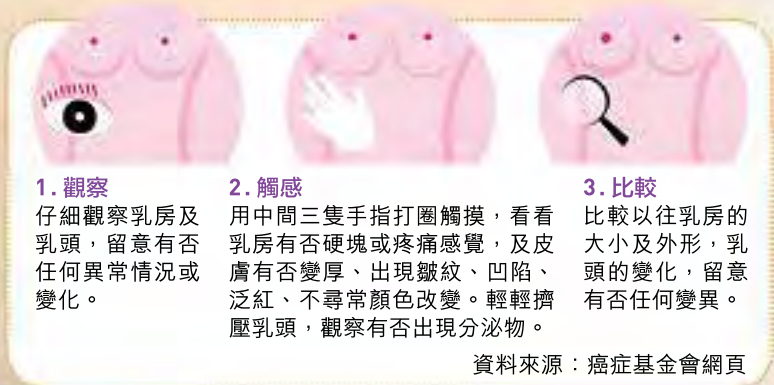 1. 觀察
仔細觀察乳房及
乳頭，留意有否
任何異常情況或
變化。
2. 觸感
用中間三隻手指打圈觸摸，看看
乳房有否硬塊或疼痛感覺，及皮
膚有否變厚、出現皺紋、凹陷、
泛紅、不尋常顏色改變。輕輕擠
壓乳頭，觀察有否出現分泌物。
3. 比較
比較以往乳房的
大小及外形，乳
頭的變化，留意
有否任何變異。
資料來源：癌症基金會網頁